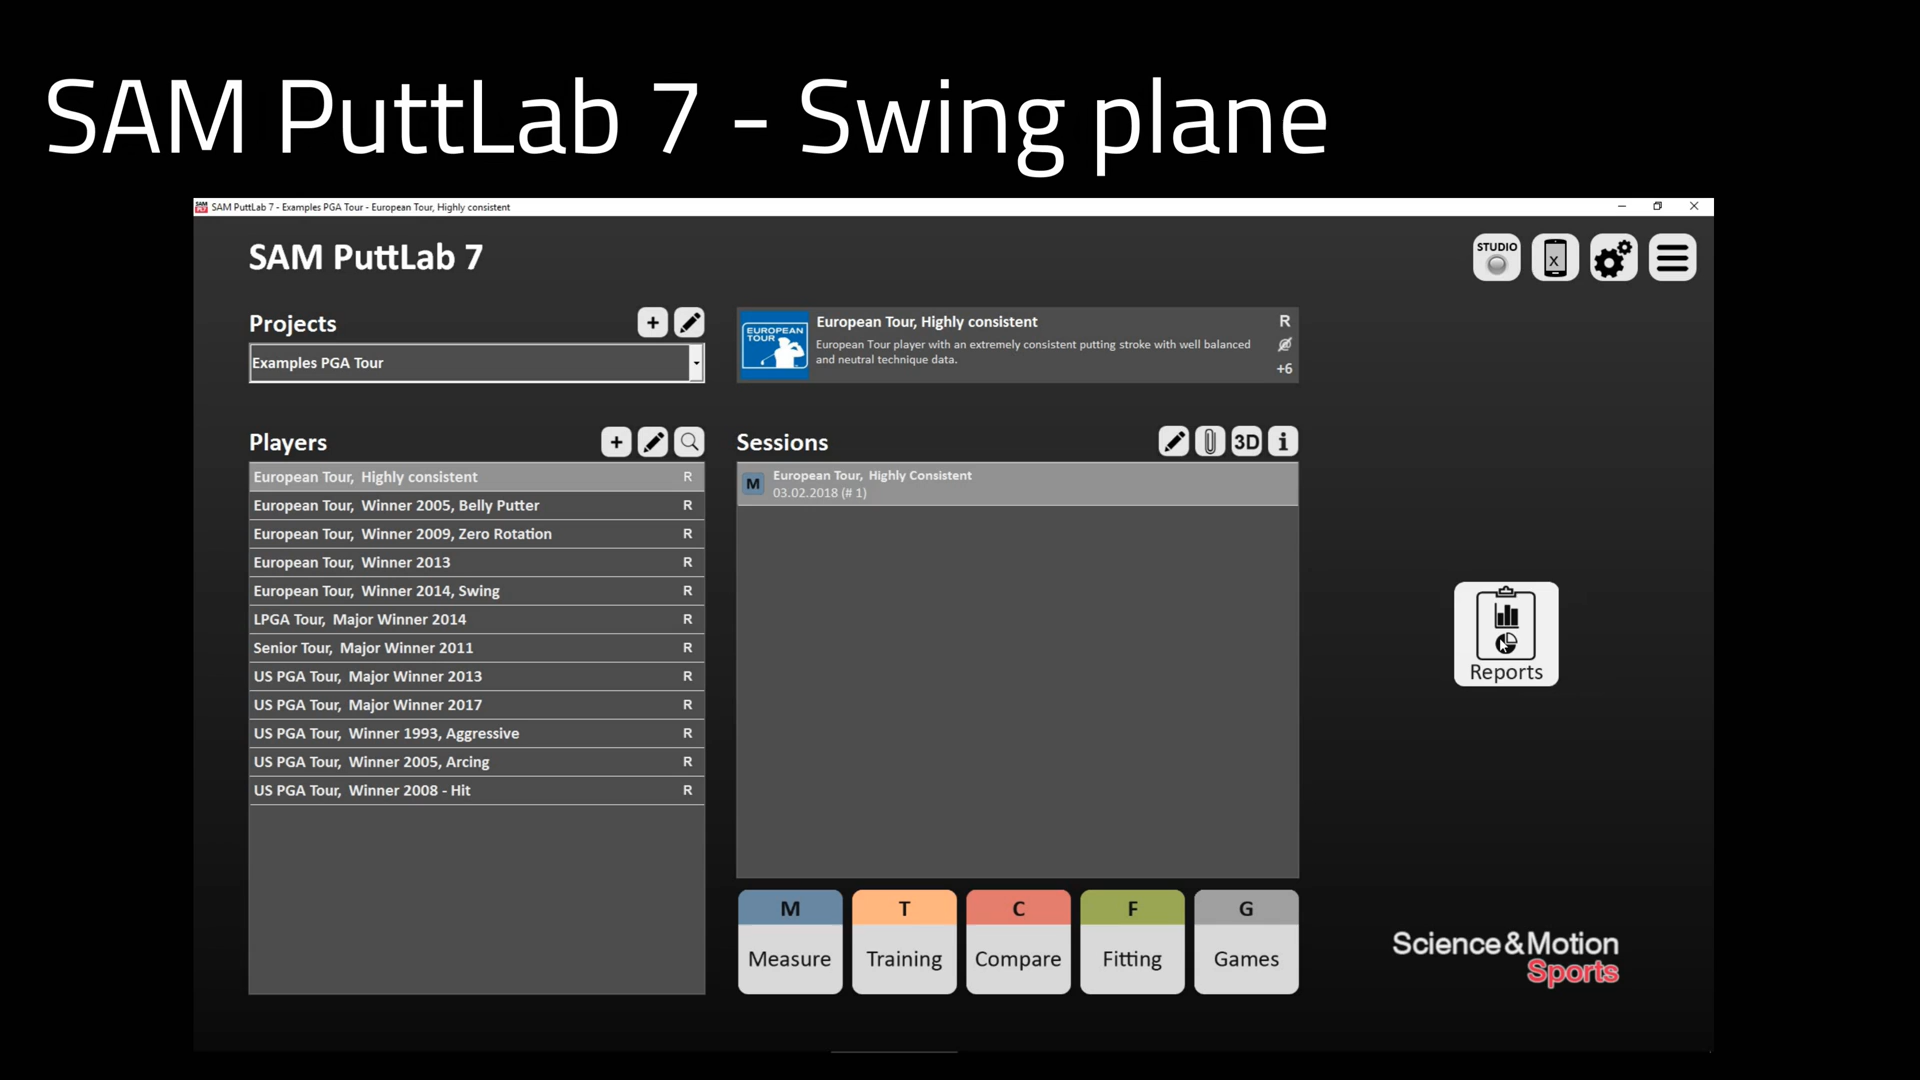 SAM PuttLab 7 - Swing plane
SAM PuttLab 7 - Examples PGA Tour - European Tour, Highly consistent
SAM PuttLab 7
STUDIO
x
Projects
Examples PGA Tour
EUROPEAN
TOUR
European Tour, Highly consistent
R
European Tour player with an extremely consistent putting stroke with well balanced
and neutral technique data.
+6
Players
European Tour, Highly consistent R
European Tour, Winner 2005, Belly Putter R
European Tour, Winner 2009, Zero Rotation R
European Tour, Winner 2013 R
European Tour, Winner 2014, Swing R
LPGA Tour, Major Winner 2014 R
Senior Tour, Major Winner 2011 R
US PGA Tour, Major Winner 2013 R
US PGA Tour, Major Winner 2017 R
US PGA Tour, Winner 1993, Aggressive R
US PGA Tour, Winner 2005, Arcing R
US PGA Tour, Winner 2008 - Hit R
Sessions
3D
i
M
European Tour, Highly Consistent
03.02.2018 (# 1)
Reports
M
Measure
T
Training
C
Compare
F
Fitting
G
Games
Science&Motion
Sports